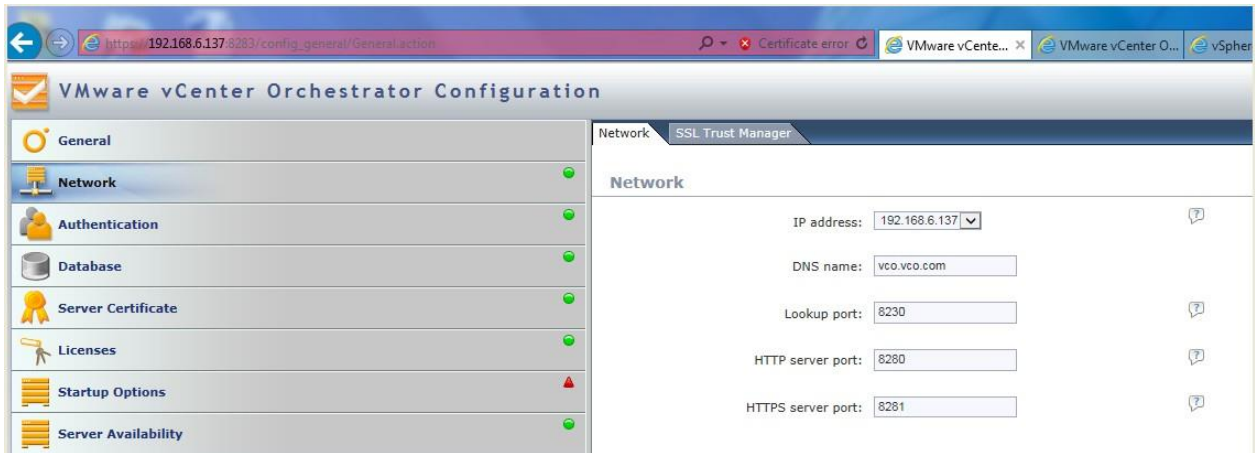 https://192.168.6.137:8283/config_general/General.action
Certificate error
VMware vCente...
VMware vCenter O...
vSpher
VMware vCenter Orchestrator Configuration
General
Network
Authentication
Database
Server Certificate
Licenses
Startup Options
Server Availability
Network
SSL Trust Manager
Network
IP address: 192.168.6.137
DNS name: vco.vco.com
Lookup port: 8230
HTTP server port: 8280
HTTPS server port: 8281